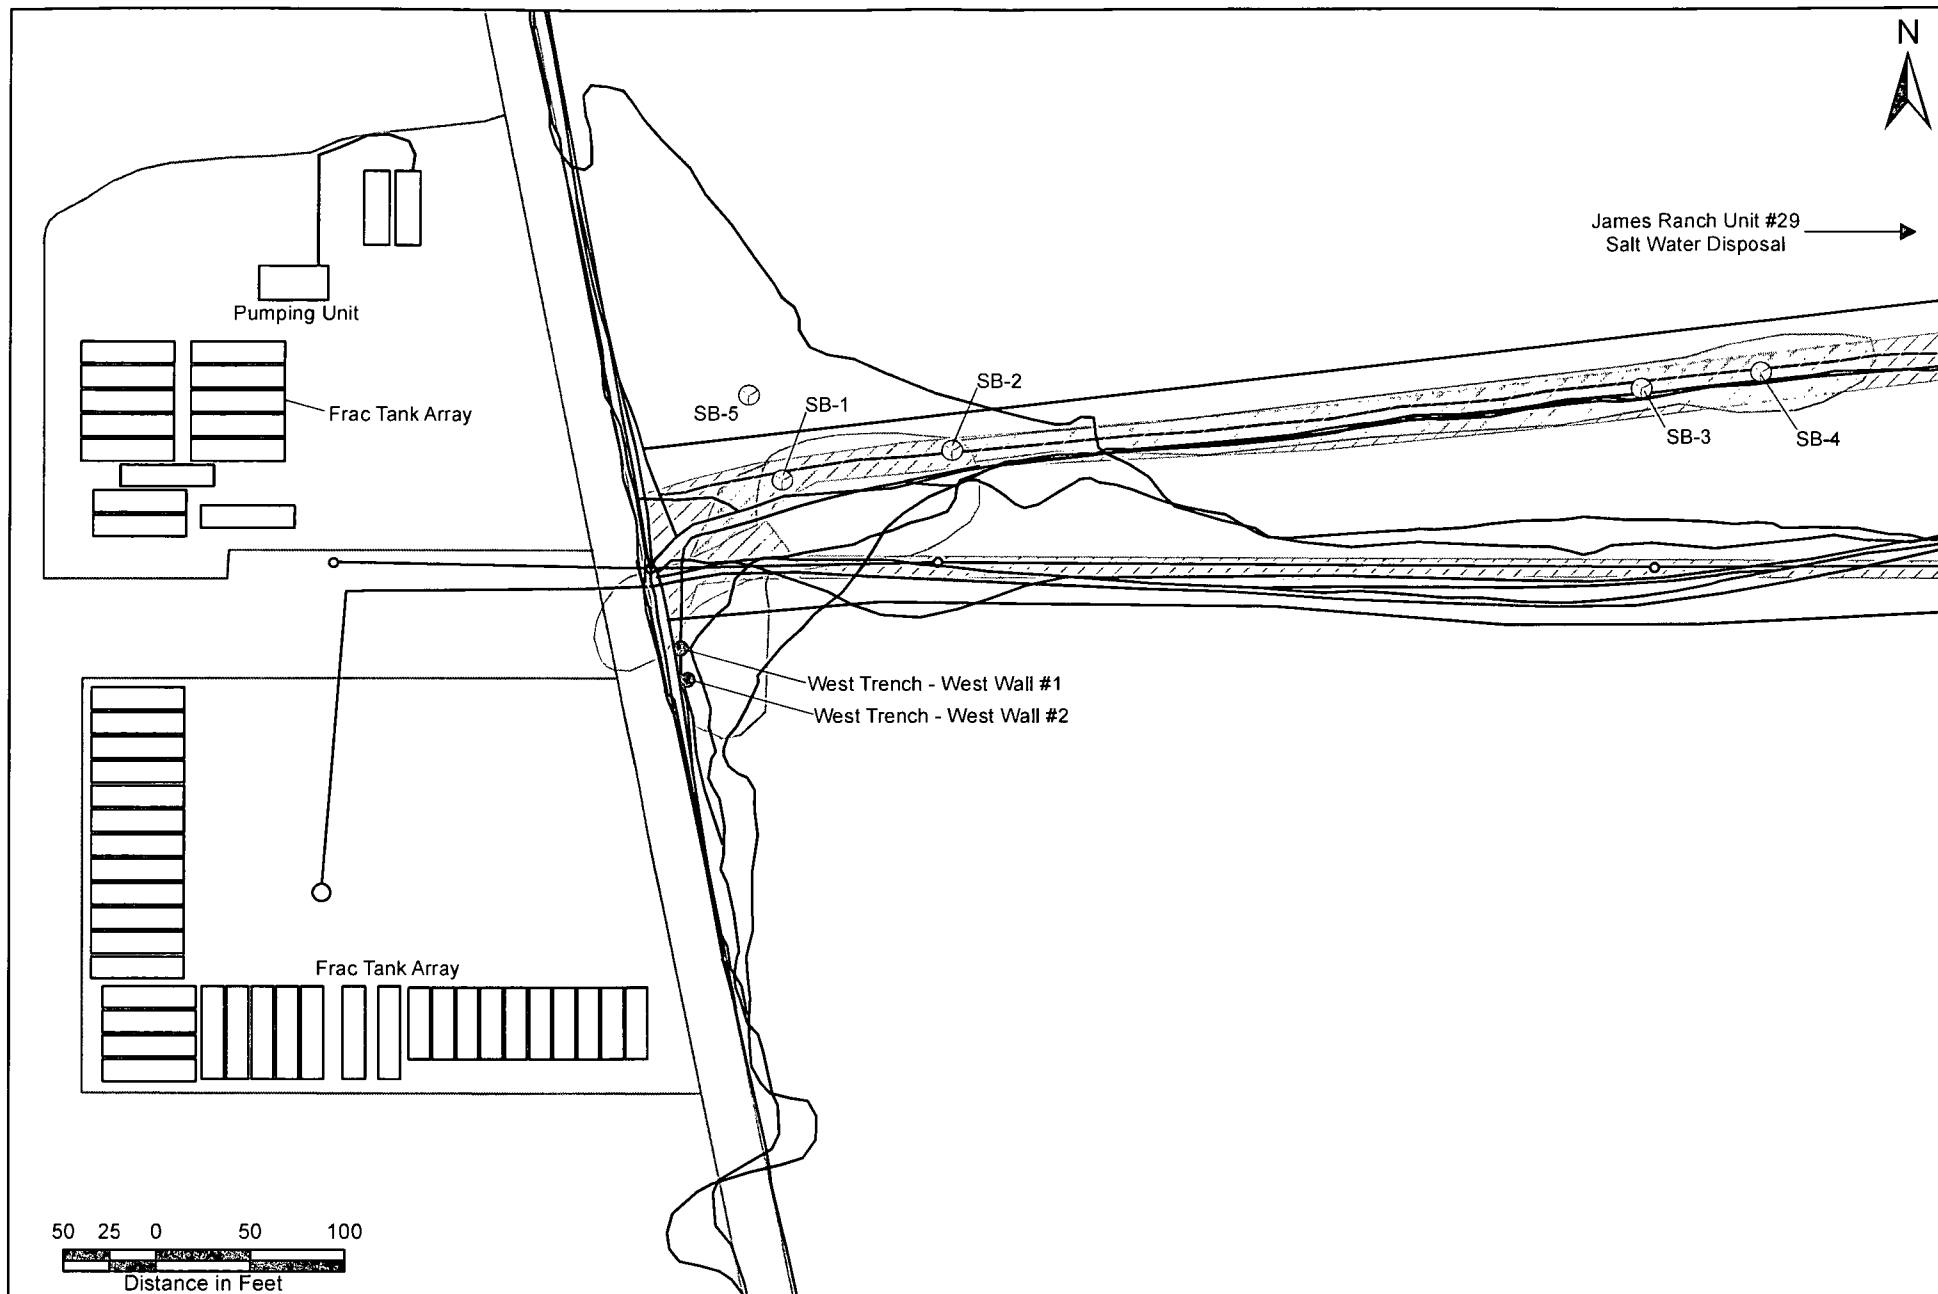 N
James Ranch Unit #29
Salt Water Disposal
Pumping Unit
Frac Tank Array
SB-5
SB-1
SB-2
SB-3
SB-4
West Trench - West Wall #1
West Trench - West Wall #2
Frac Tank Array
50 25 0 50 100
Distance in Feet